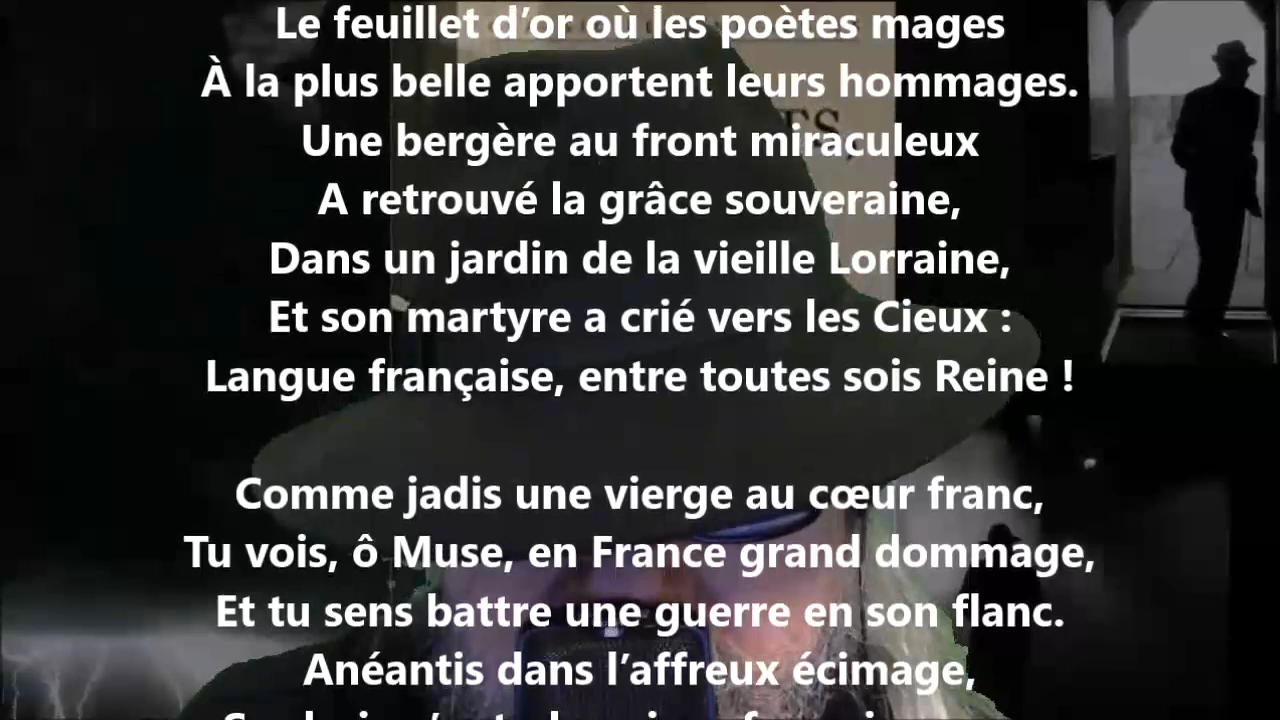 Le feuillet d’or où les poètes mages
À la plus belle apportent leurs hommages.
Une bergère au front miraculeux
A retrouvé la grâce souveraine,
Dans un jardin de la vieille Lorraine,
Et son martyre a crié vers les Cieux :
Langue française, entre toutes sois Reine !
Comme jadis une vierge au cœur franc,
Tu vois, ô Muse, en France grand dommage,
Et tu sens battre une guerre en son flanc.
Anéantis dans l’affreux écimage,